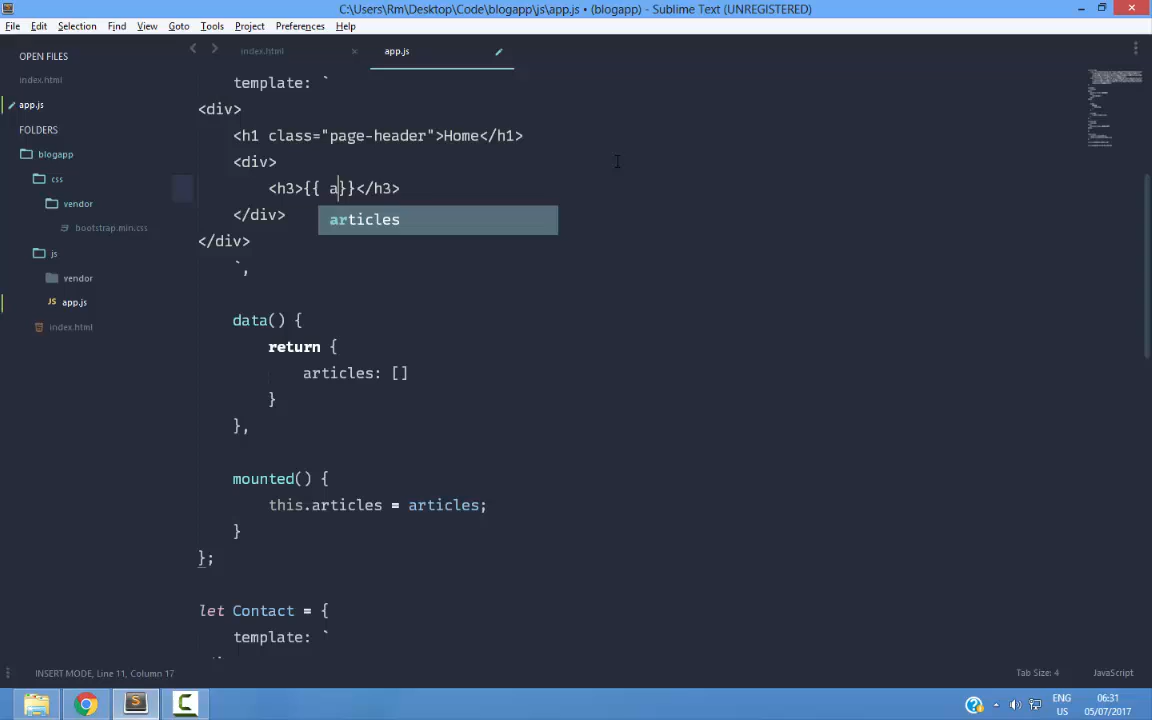 C:\Users\Rm\Desktop\Code\blogapp\js\app.js • (blogapp) - Sublime Text (UNREGISTERED)
File Edit Selection Find View Goto Tools Project Preferences Help
OPEN FILES
index.html
app.js
FOLDERS
blogapp
css
vendor
bootstrap.min.css
js
vendor
JS app.js
index.html
index.html app.js
template: `
<div>
<h1 class="page-header">Home</h1>
<div>
<h3>{{ a}}</h3>
articles
</div>
</div>
`,
data() {
return {
articles: []
}
},
mounted() {
this.articles = articles;
}
};
let Contact = {
template: `
INSERT MODE, Line 11, Column 17
Tab Size: 4
JavaScript
ENG
US
06:31
05/07/2017